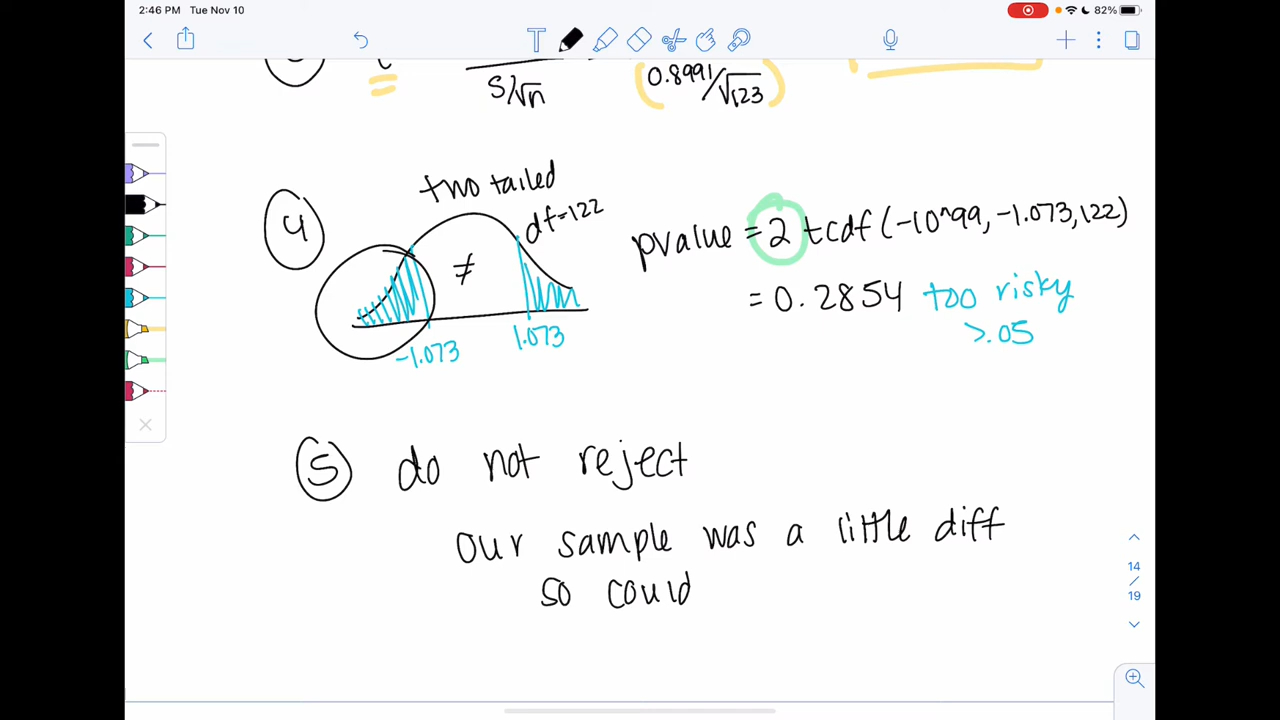 2:46 PM Tue Nov 10
82%
T
S/√n
0.8991/√123
4
two tailed
df=122
≠
-1.073
1.073
pvalue = 2 tcdf (-10^99, -1.073, 122)
= 0.2854 too risky
>.05
5 do not reject
our sample was a little diff
so could
14
/
19